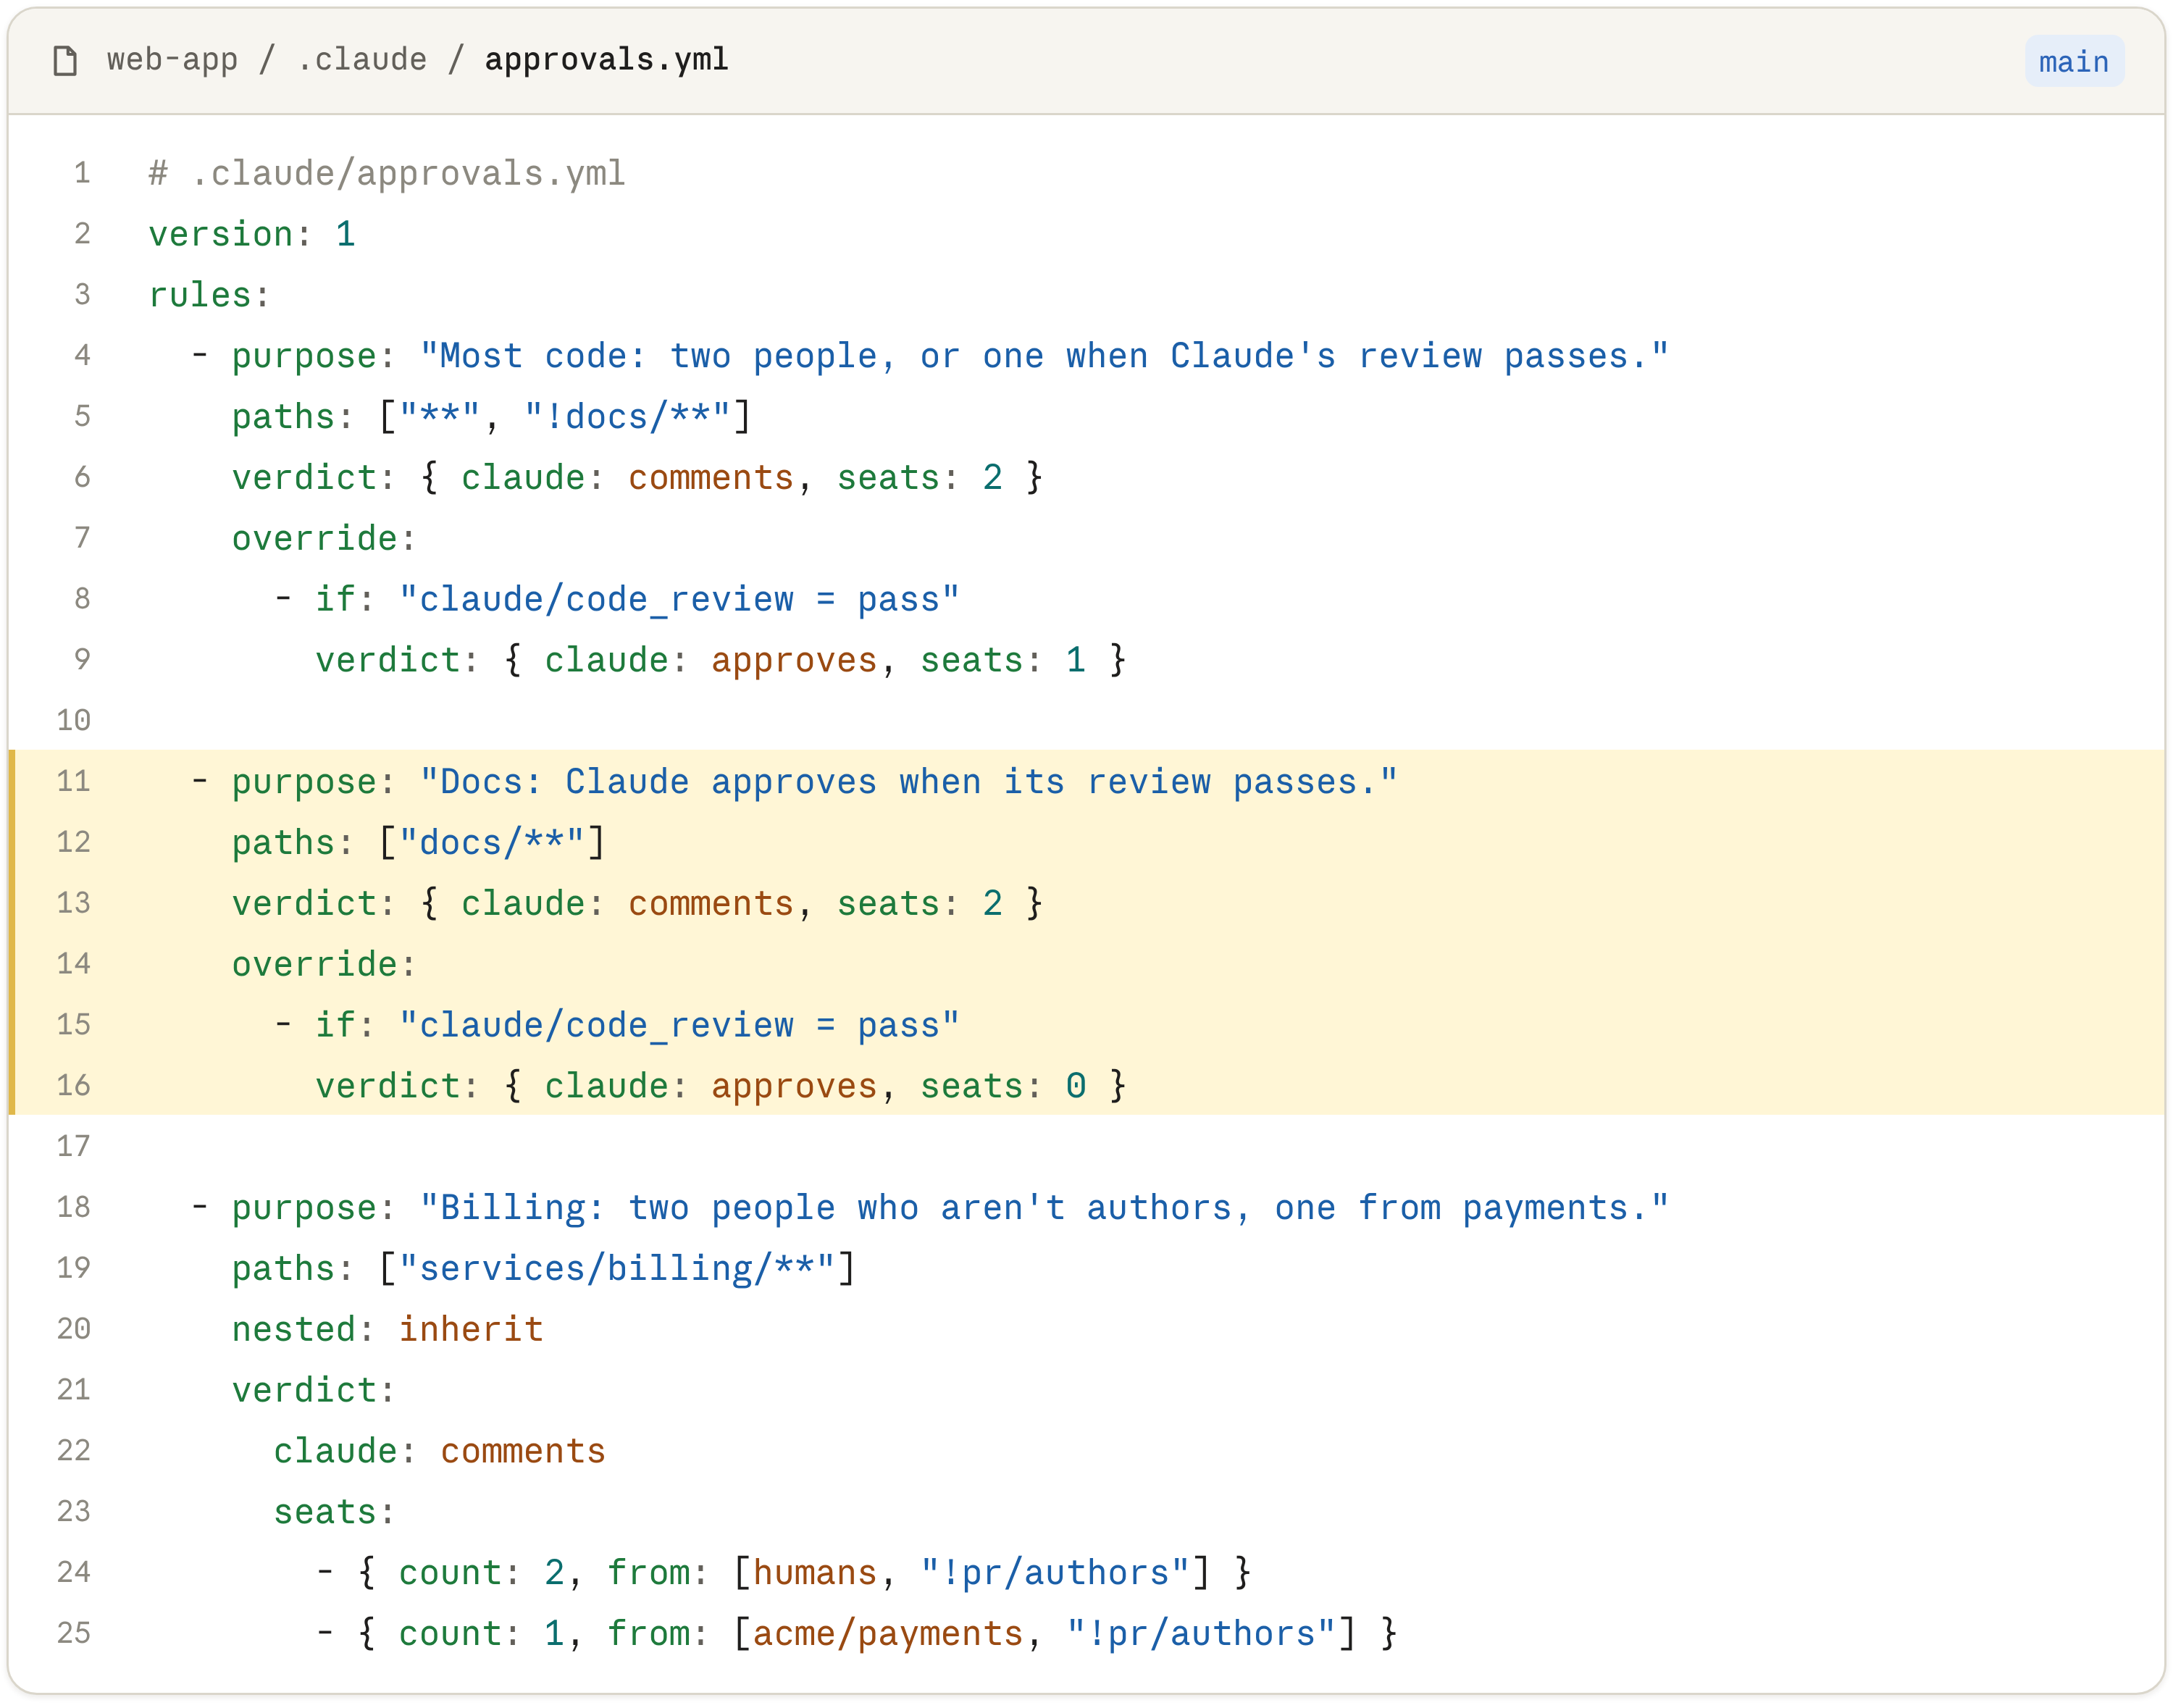 web-app / .claude / approvals.yml
main
1 # .claude/approvals.yml
2 version: 1
3 rules:
4   - purpose: "Most code: two people, or one when Claude's review passes."
5     paths: ["**", "!docs/**"]
6     verdict: { claude: comments, seats: 2 }
7     override:
8       - if: "claude/code_review = pass"
9         verdict: { claude: approves, seats: 1 }
10
11   - purpose: "Docs: Claude approves when its review passes."
12     paths: ["docs/**"]
13     verdict: { claude: comments, seats: 2 }
14     override:
15       - if: "claude/code_review = pass"
16         verdict: { claude: approves, seats: 0 }
17
18   - purpose: "Billing: two people who aren't authors, one from payments."
19     paths: ["services/billing/**"]
20     nested: inherit
21     verdict:
22       claude: comments
23       seats:
24         - { count: 2, from: [humans, "!pr/authors"] }
25         - { count: 1, from: [acme/payments, "!pr/authors"] }